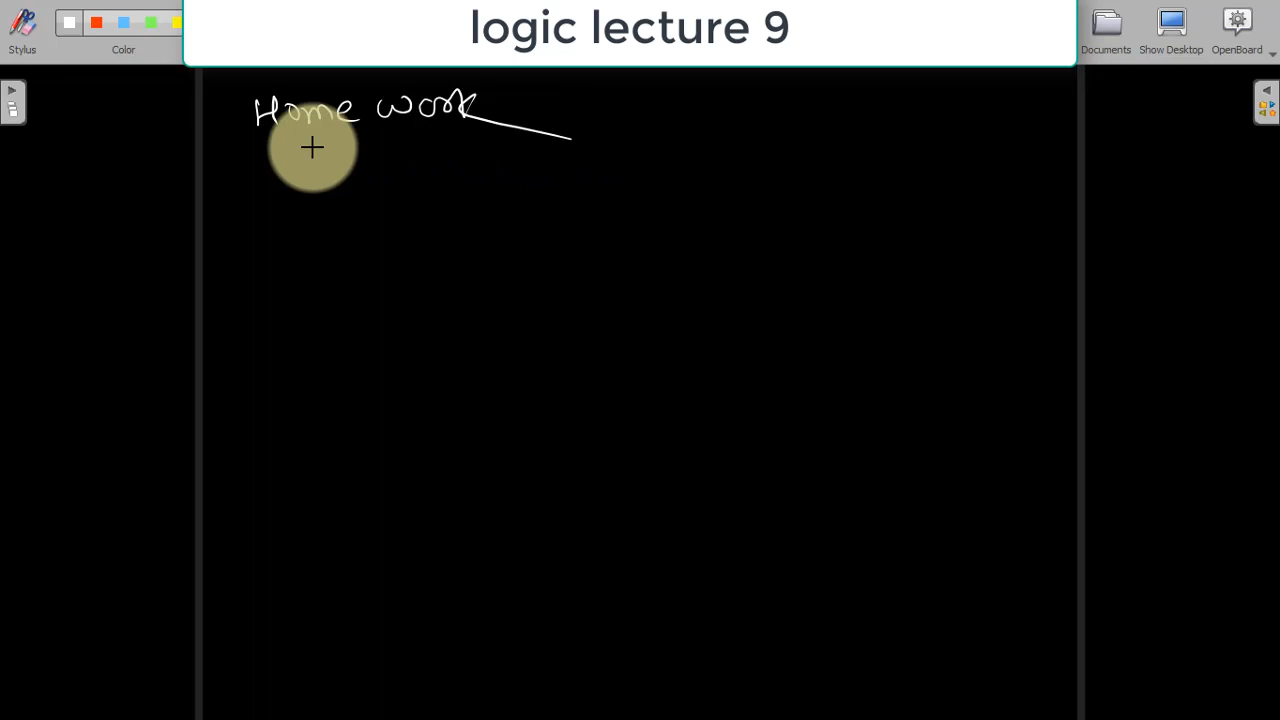 logic lecture 9
Stylus
Color
Documents
Show Desktop
OpenBoard
Home work